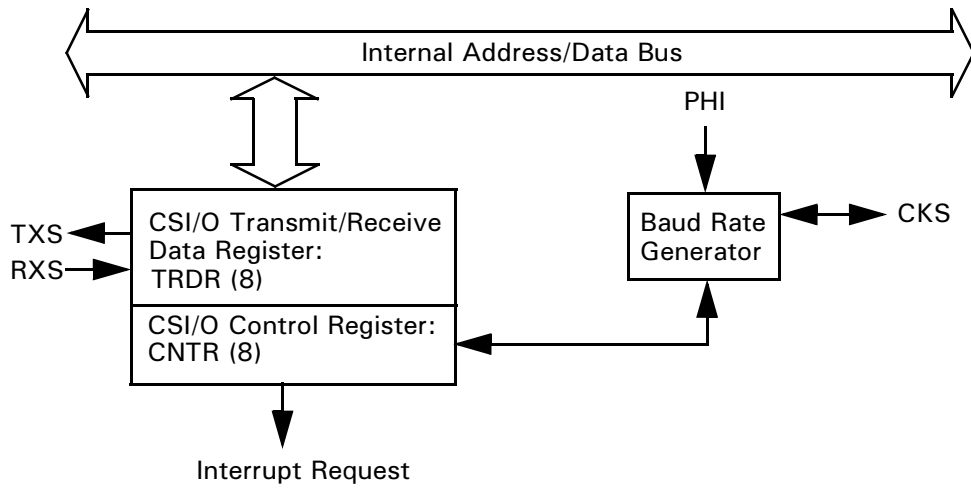 Internal Address/Data Bus
PHI
CSI/O Transmit/Receive
Data Register:
TRDR (8)
TXS
RXS
Baud Rate
Generator
CKS
CSI/O Control Register:
CNTR (8)
Interrupt Request